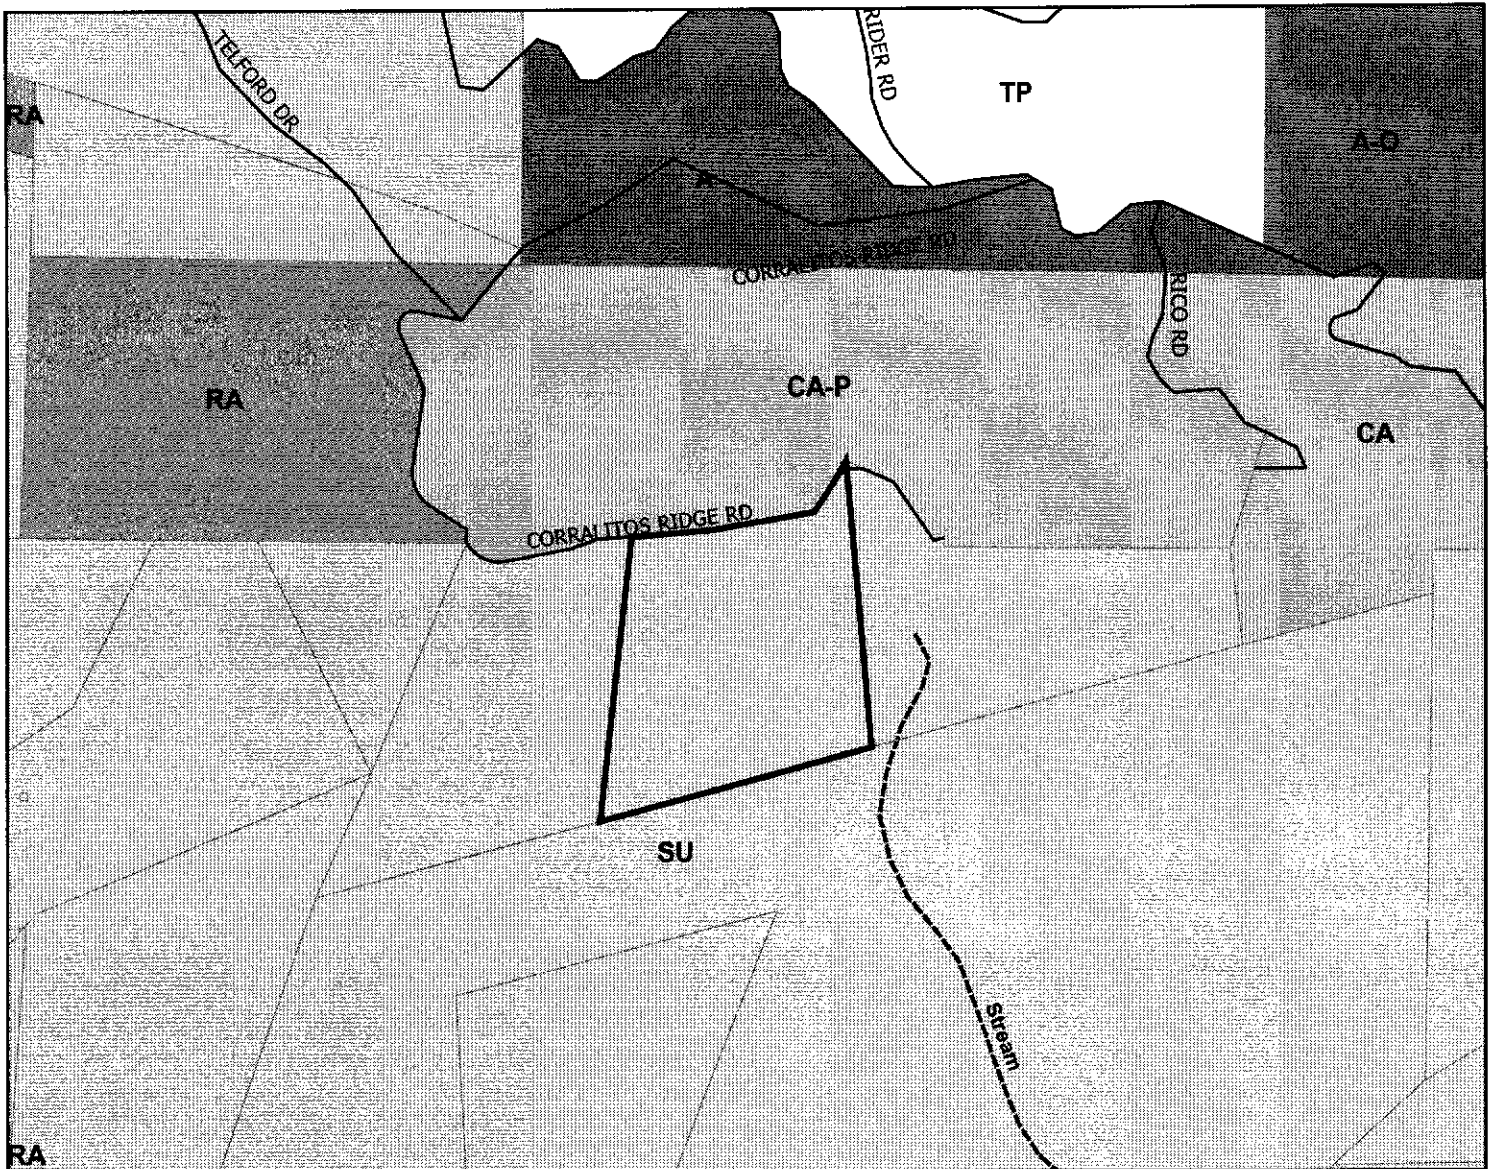 TELFORD DR
RIDER RD
TP
RA
A-O
A
CORRALITOS RIDGE RD
RICO RD
RA
CA-P
CA
CORRALITOS RIDGE RD
SU
Stream
RA